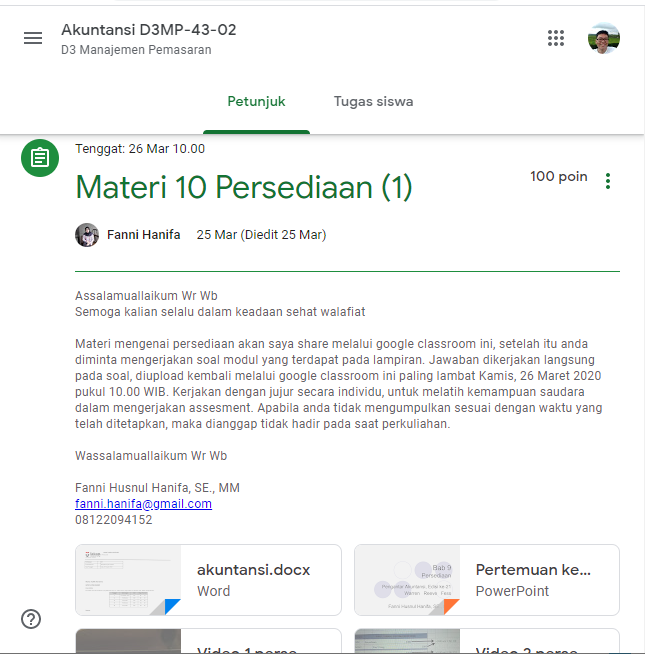 Akuntansi D3MP-43-02
D3 Manajemen Pemasaran
Petunjuk
Tugas siswa
Tenggat: 26 Mar 10.00
Materi 10 Persediaan (1)
100 poin
Fanni Hanifa 25 Mar (Diedit 25 Mar)
Assalamuallaikum Wr Wb
Semoga kalian selalu dalam keadaan sehat walafiat
Materi mengenai persediaan akan saya share melalui google classroom ini, setelah itu anda
diminta mengerjakan soal modul yang terdapat pada lampiran. Jawaban dikerjakan langsung
pada soal, diupload kembali melalui google classroom ini paling lambat Kamis, 26 Maret 2020
pukul 10.00 WIB. Kerjakan dengan jujur secara individu, untuk melatih kemampuan saudara
dalam mengerjakan assesment. Apabila anda tidak mengumpulkan sesuai dengan waktu yang
telah ditetapkan, maka dianggap tidak hadir pada saat perkuliahan.
Wassalamuallaikum Wr Wb
Fanni Husnul Hanifa, SE., MM
fanni.hanifa@gmail.com
08122094152
akuntansi.docx
Word
Bab 9
Persediaan
Pengantar Akuntansi, Edisi ke-21
Warren Reeve Fess
Fanni Husnul Hanifa,
Pertemuan ke...
PowerPoint
Video 1 perse...
Video 2 perse...